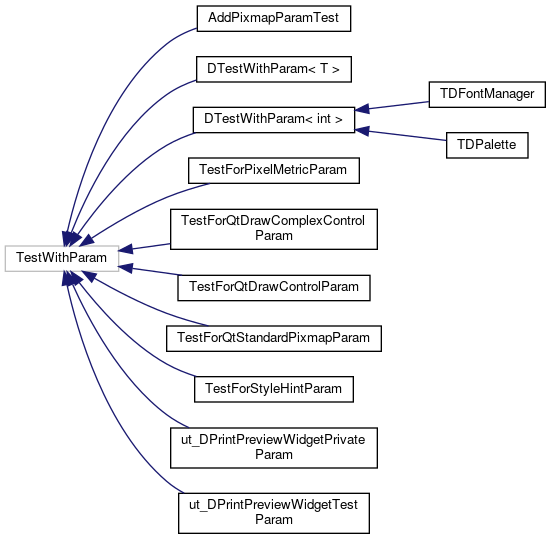 AddPixmapParamTest
DTestWithParam< T >
DTestWithParam< int >
TDFontManager
TDPalette
TestForPixelMetricParam
TestForQtDrawComplexControl
Param
TestWithParam
TestForQtDrawControlParam
TestForQtStandardPixmapParam
TestForStyleHintParam
ut_DPrintPreviewWidgetPrivate
Param
ut_DPrintPreviewWidgetTest
Param